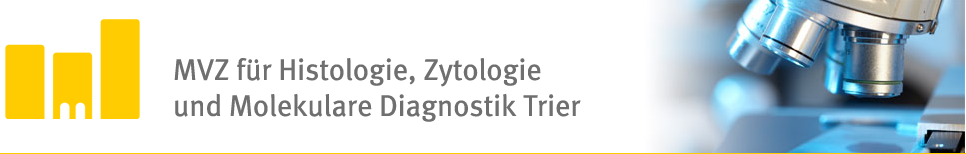 MVZ für Histologie, Zytologie
und Molekulare Diagnostik Trier